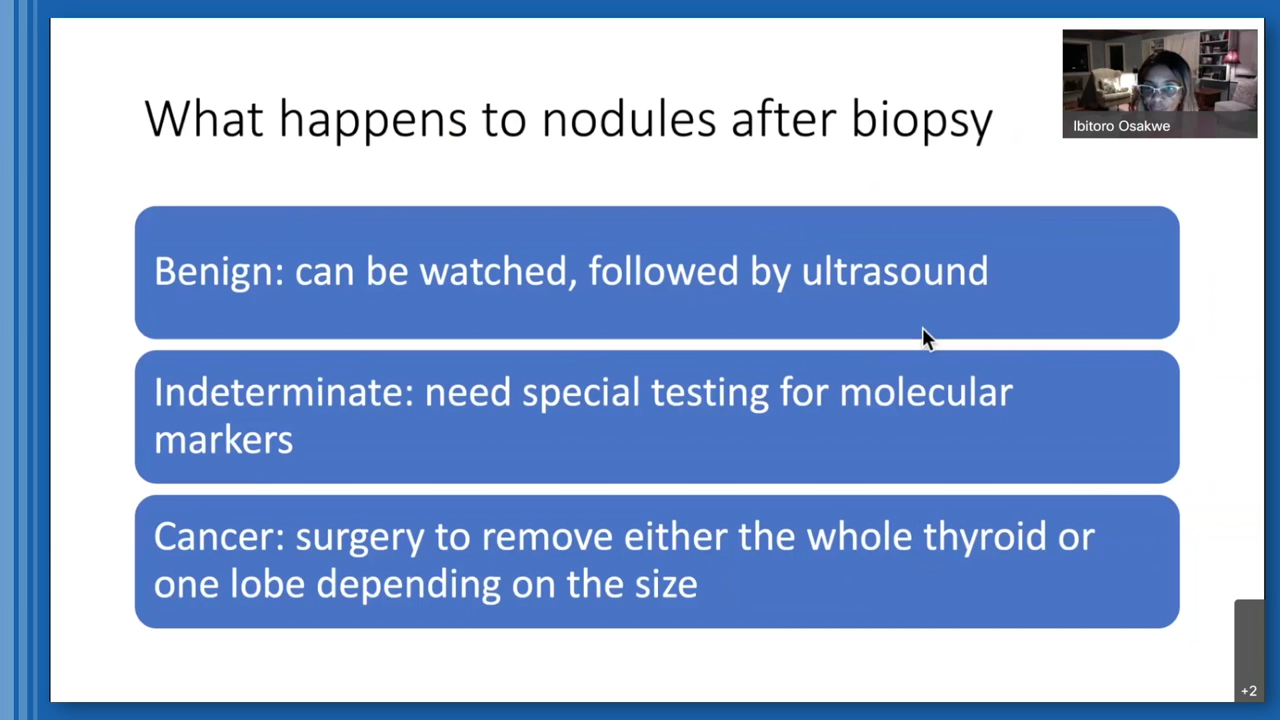 What happens to nodules after biopsy
Ibitoro Osakwe
Benign: can be watched, followed by ultrasound
Indeterminate: need special testing for molecular
markers
Cancer: surgery to remove either the whole thyroid or
one lobe depending on the size
+2